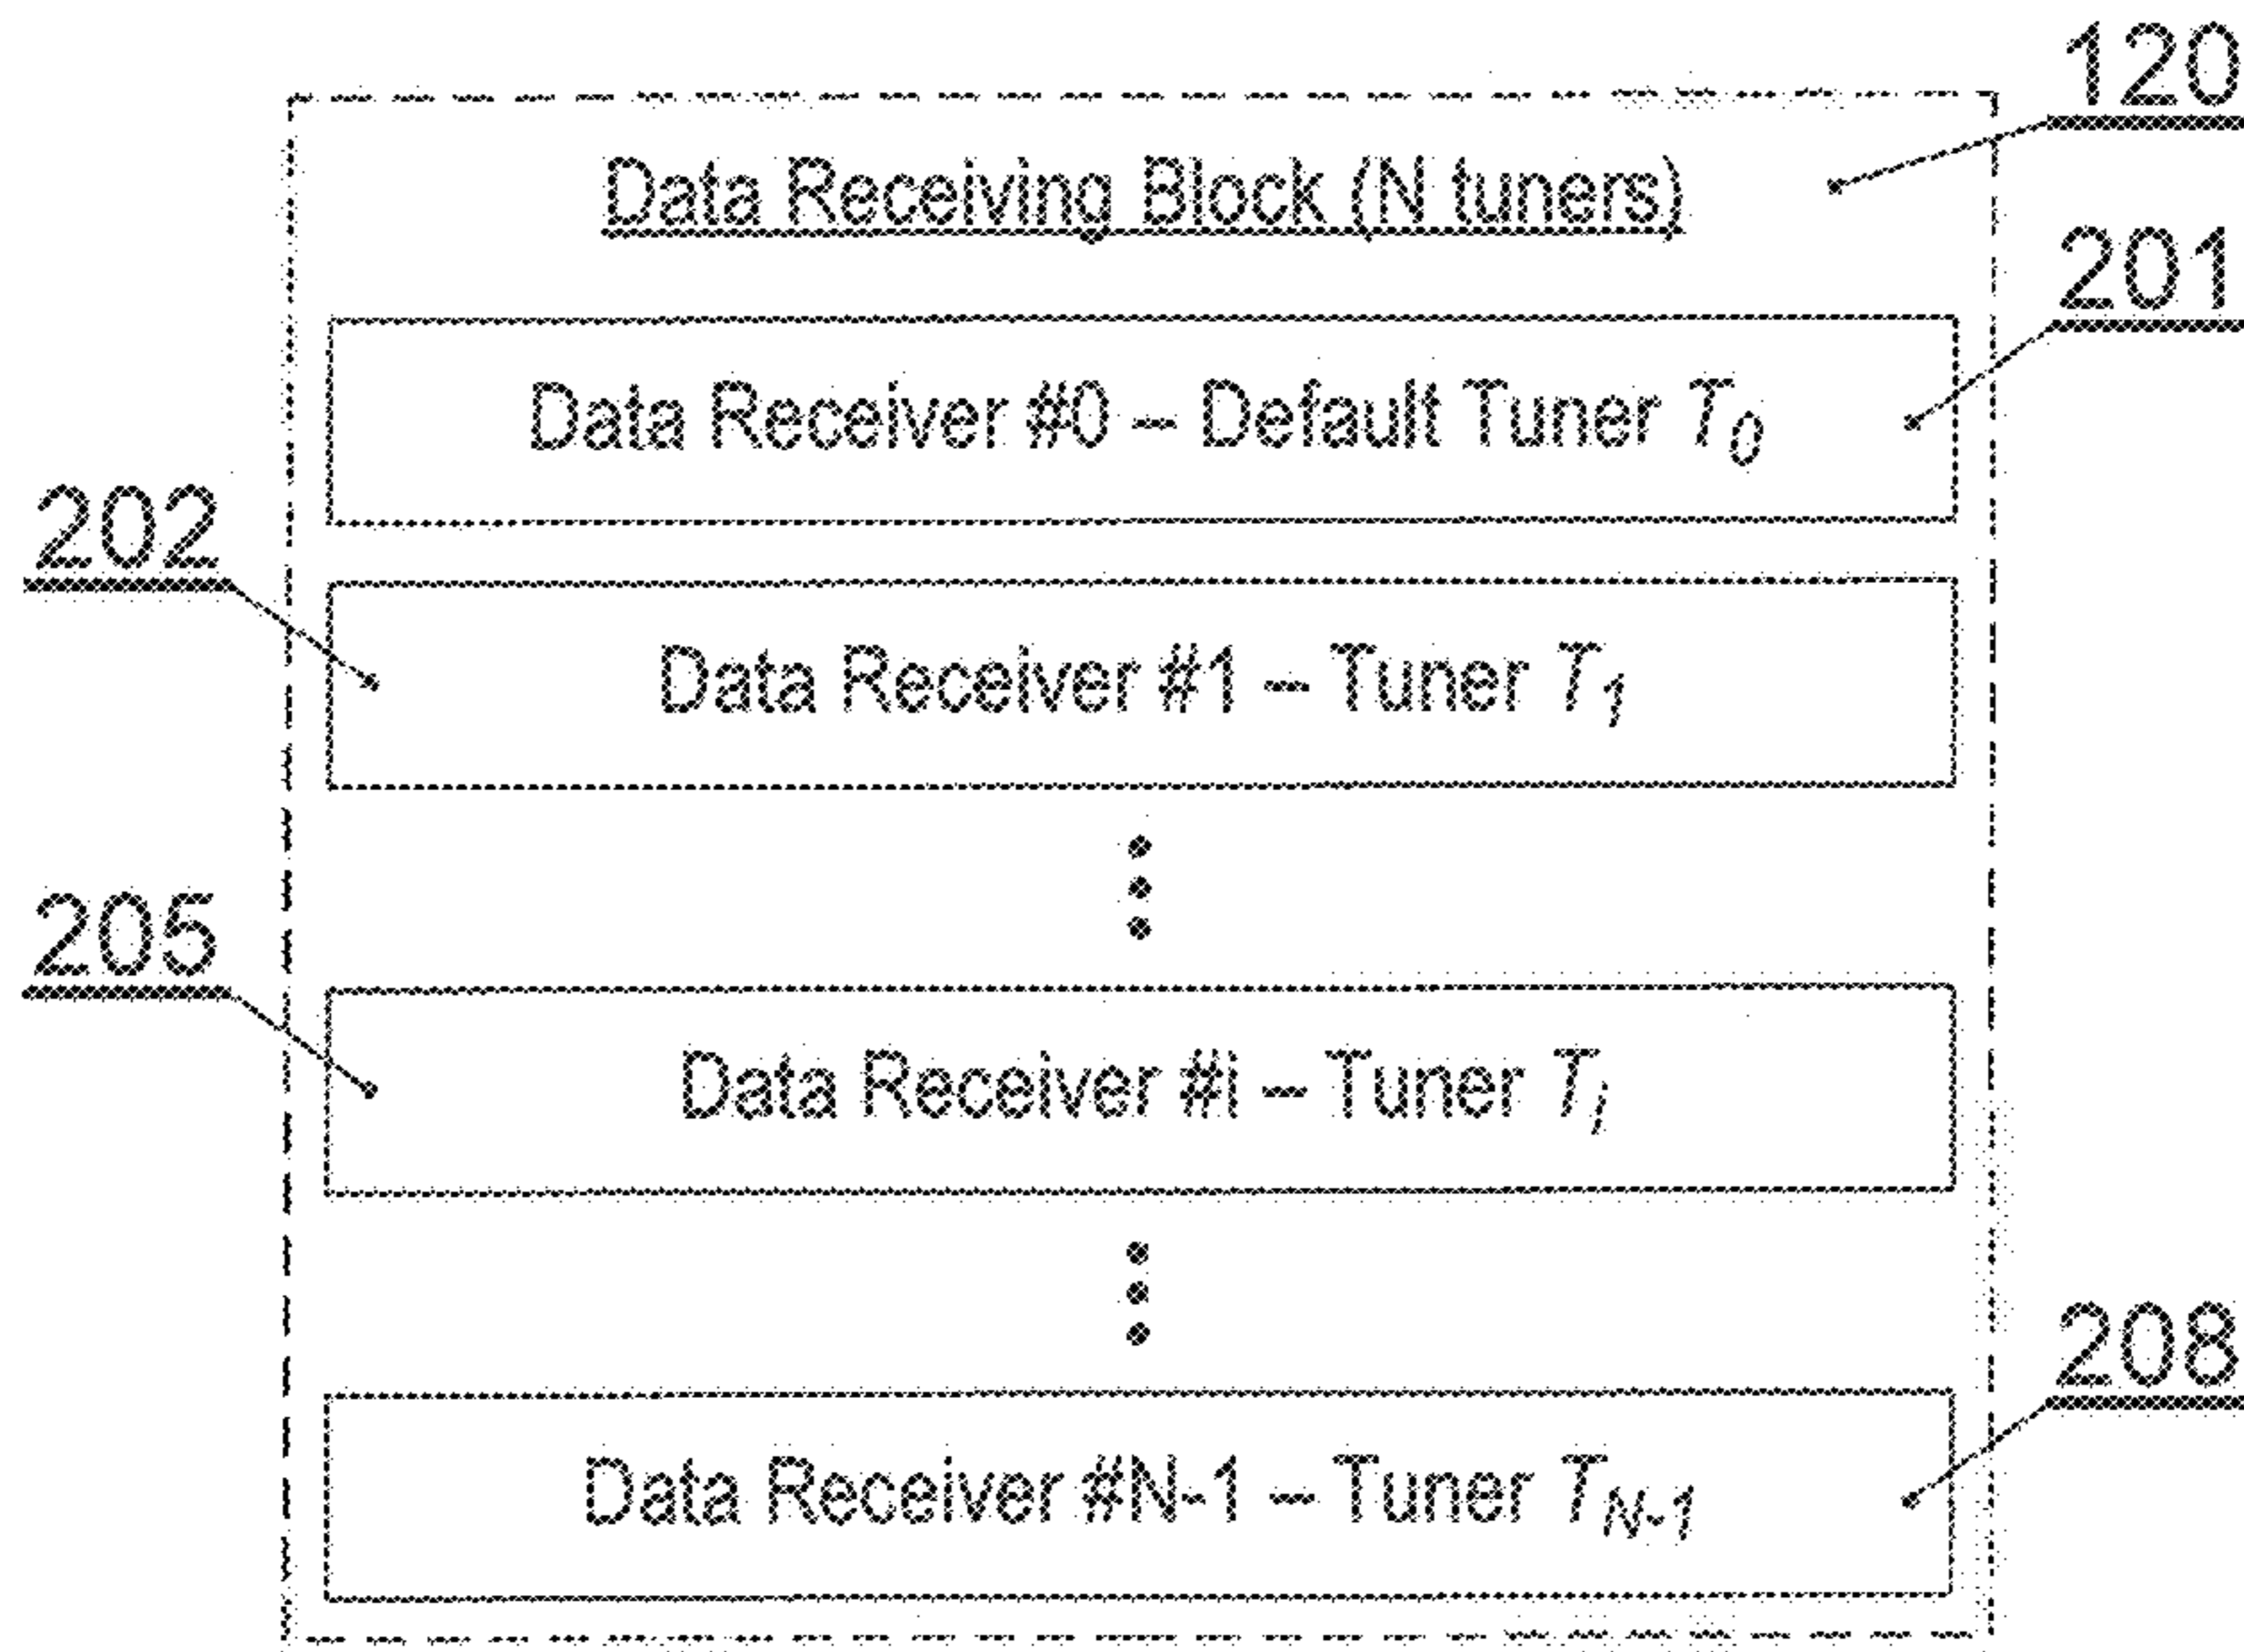 120
Data Receiving Block (N tuners)
201
Data Receiver #0 – Default Tuner T0
202
Data Receiver #1 – Tuner T1
205
Data Receiver #i – Tuner Ti
208
Data Receiver #N-1 – Tuner TN-1